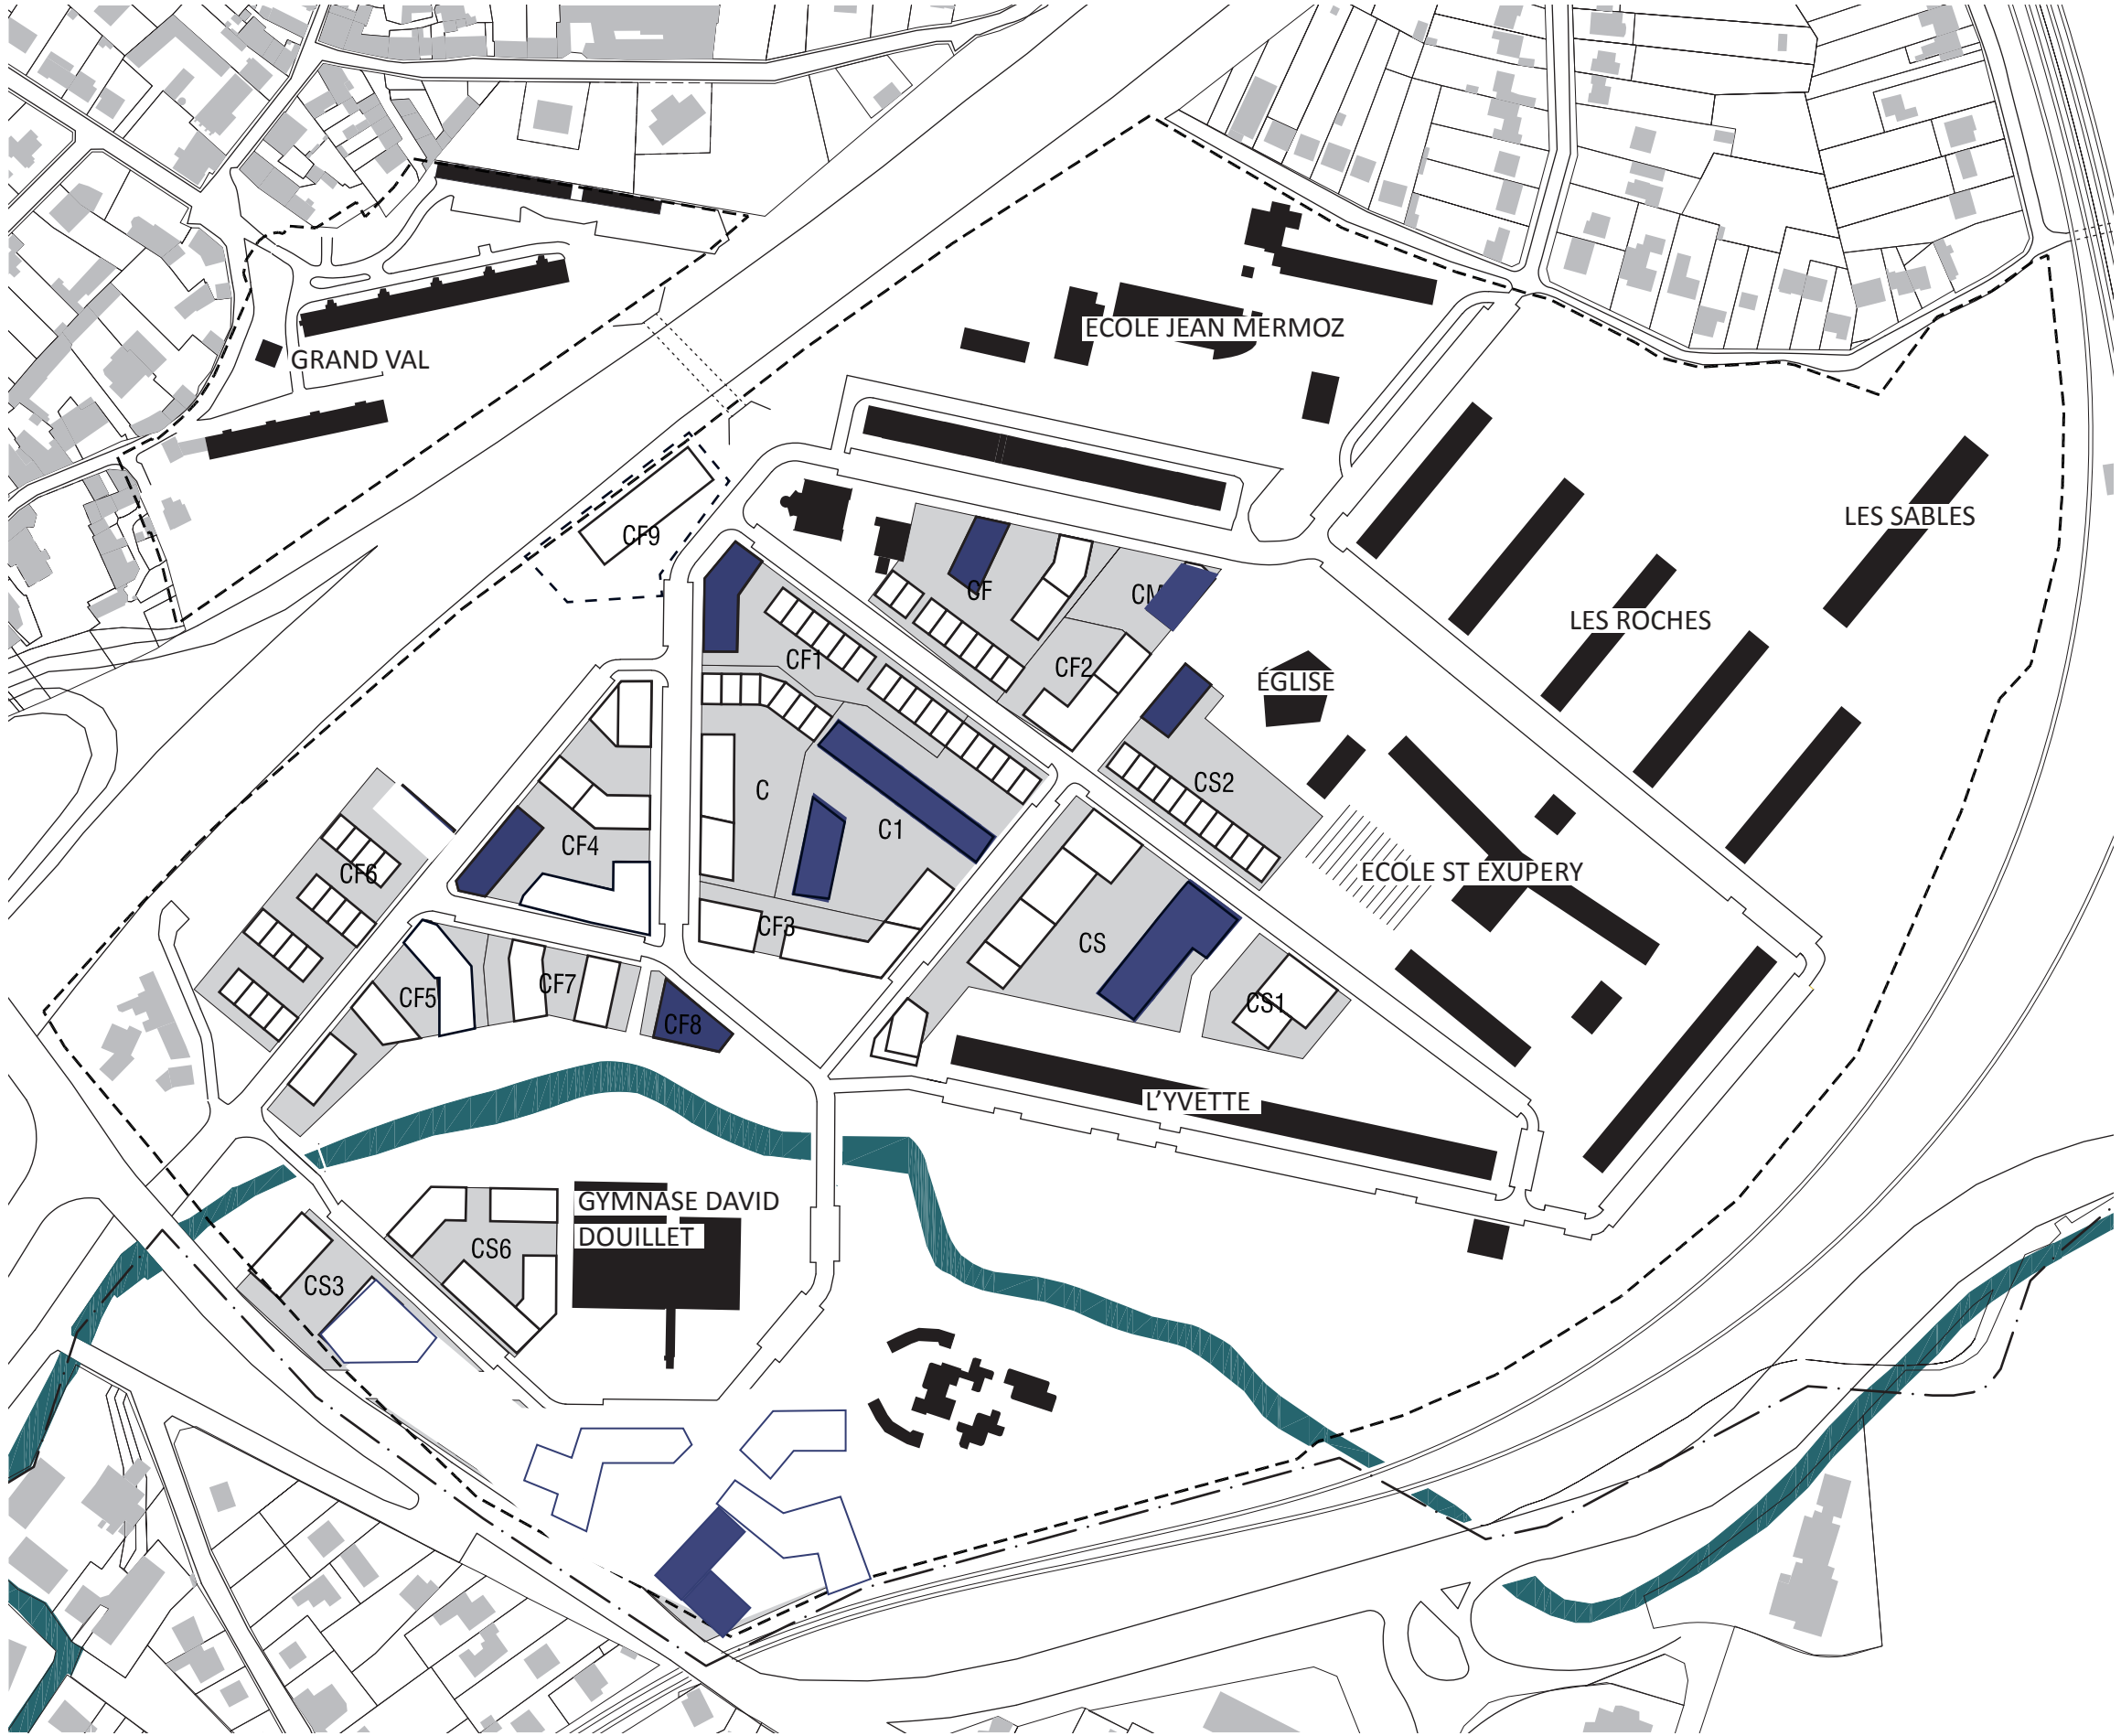 ECOLE JEAN MERMOZ
GRAND VAL
LES SABLES
CF9
CF
CM
LES ROCHES
CF1
CF2
ÉGLISE
C
CS2
C1
CF4
CF6
ECOLE ST EXUPERY
CF3
CS
CF7
CF5
CS1
CF8
L'YVETTE
GYMNASE DAVID
DOUILLET
CS6
CS3